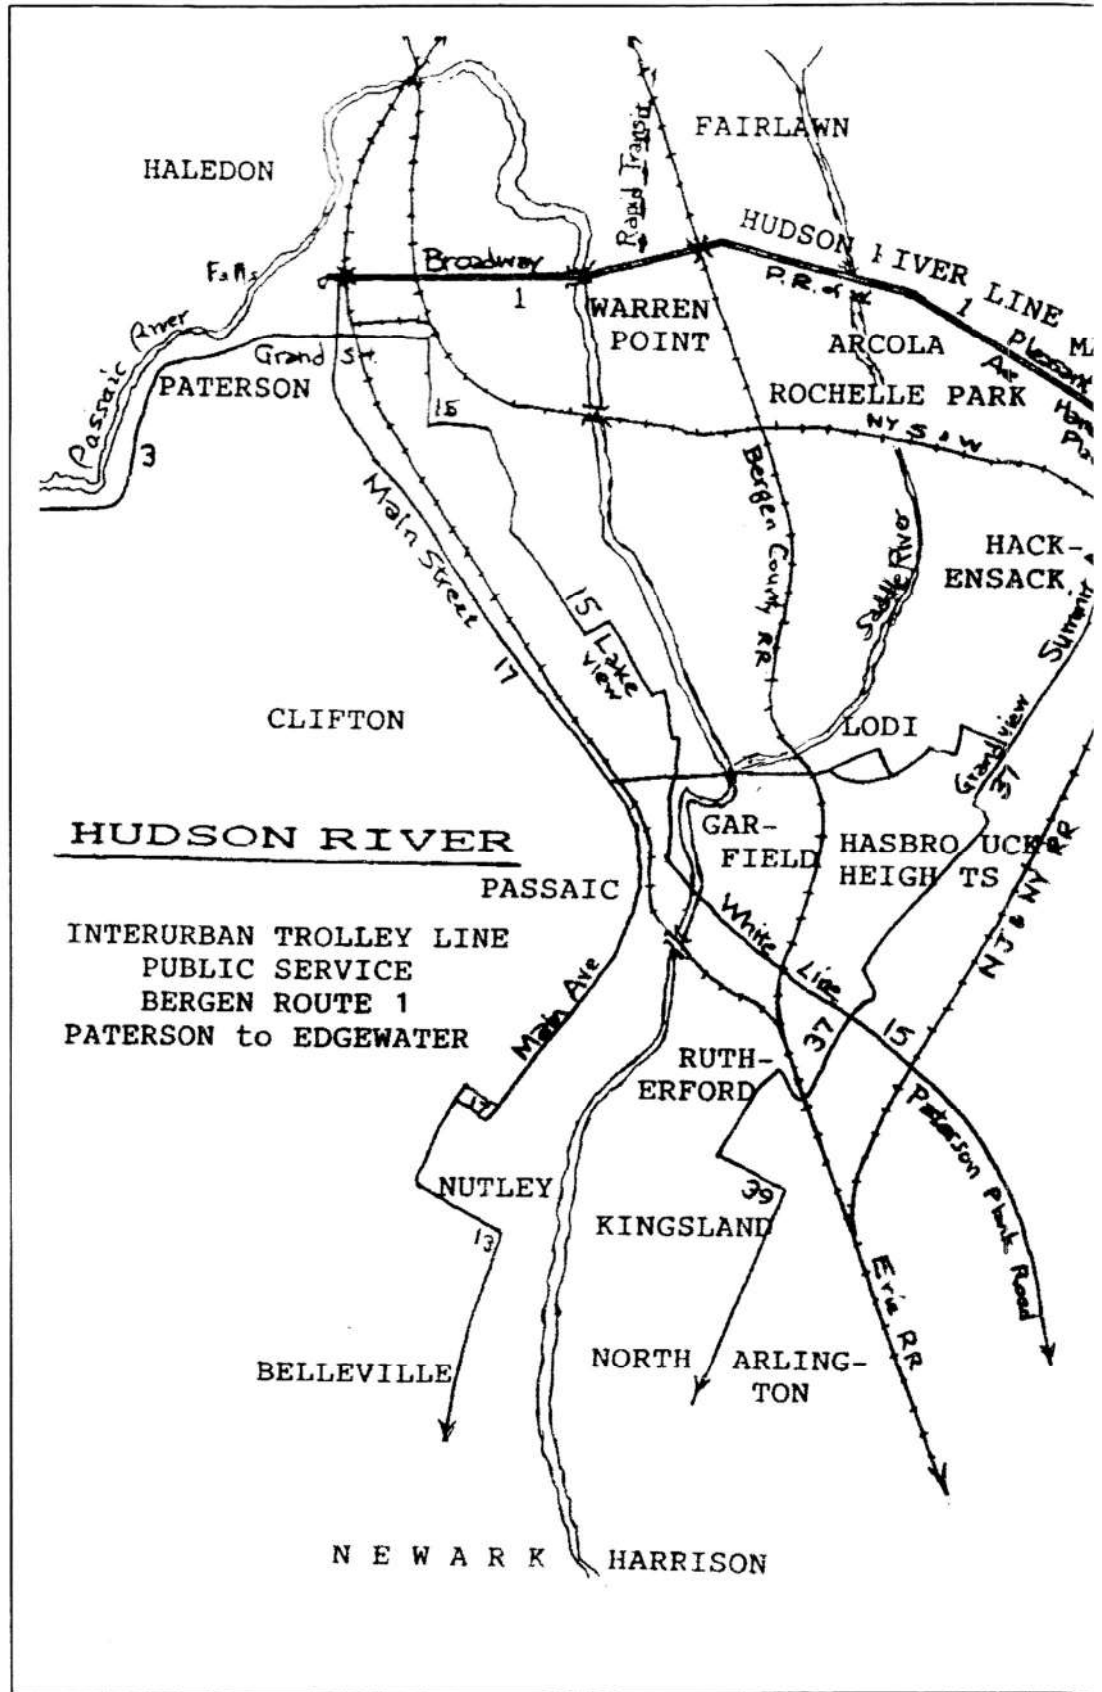 FAIRLAWN
Rapid Transit
HALEDON
HUDSON RIVER LINE
Falls
Broadway
1
P.R. of W.
1
Pleasant
Ave
WARREN
POINT
ARCOLA
Passaic River
Grand St.
PATERSON
ROCHELLE PARK
15
NY S & W
3
Main Street
Bergen County RR
Saddle River
HACK-
ENSACK
Summit
15
Lake
View
17
CLIFTON
LODI
Grandview
37
HUDSON RIVER
GAR-
FIELD
HASBROUCK
HEIGHTS
NJ & NY RR
PASSAIC
White Line
INTERURBAN TROLLEY LINE
PUBLIC SERVICE
BERGEN ROUTE 1
PATERSON to EDGEWATER
Main Ave
37
15
RUTH-
ERFORD
Paterson Plank Road
17
NUTLEY
39
13
KINGSLAND
Erie RR
BELLEVILLE
NORTH ARLING-
TON
NEWARK
HARRISON